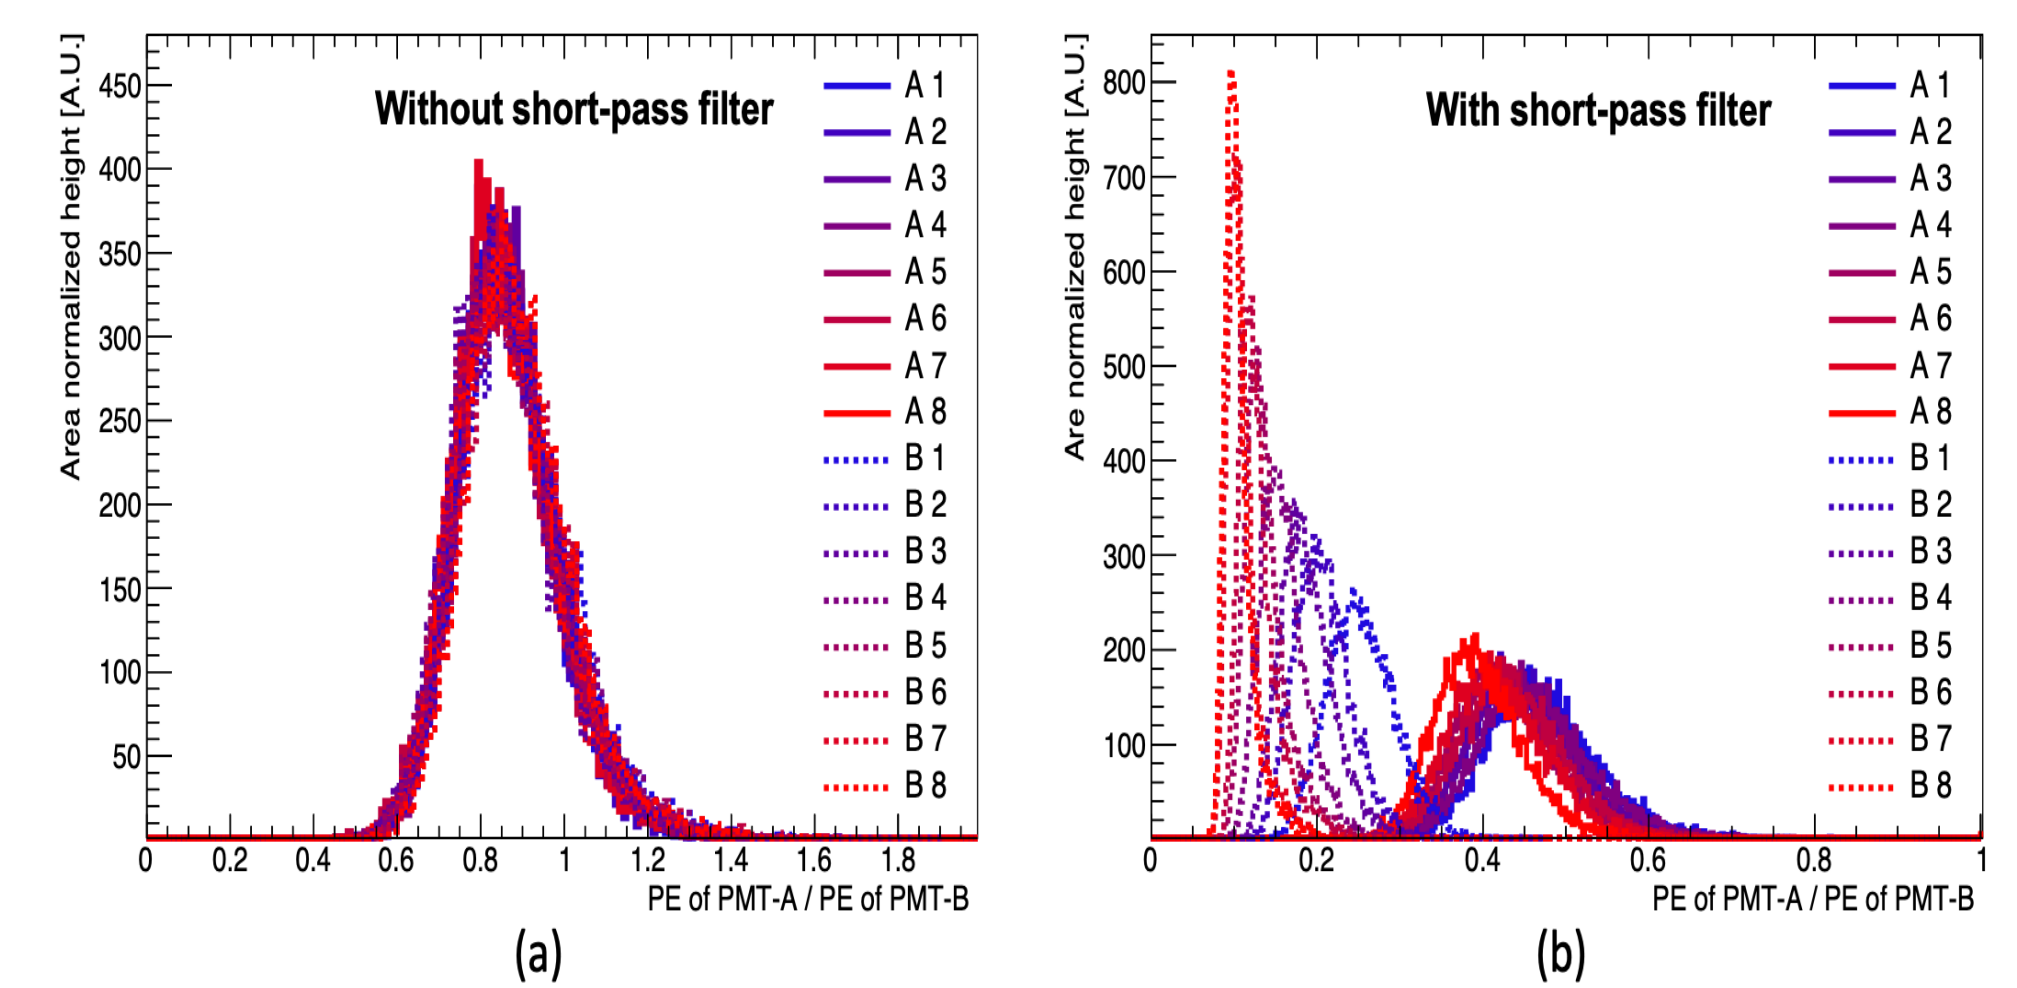 Area normalized height [A.U.]
Without short-pass filter
450
400
350
300
250
200
150
100
50
0 0.2 0.4 0.6 0.8 1 1.2 1.4 1.6 1.8
PE of PMT-A / PE of PMT-B
A 1
A 2
A 3
A 4
A 5
A 6
A 7
A 8
B 1
B 2
B 3
B 4
B 5
B 6
B 7
B 8
(a)
Are normalized height [A.U.]
With short-pass filter
800
700
600
500
400
300
200
100
0 0.2 0.4 0.6 0.8 1
PE of PMT-A / PE of PMT-B
A 1
A 2
A 3
A 4
A 5
A 6
A 7
A 8
B 1
B 2
B 3
B 4
B 5
B 6
B 7
B 8
(b)